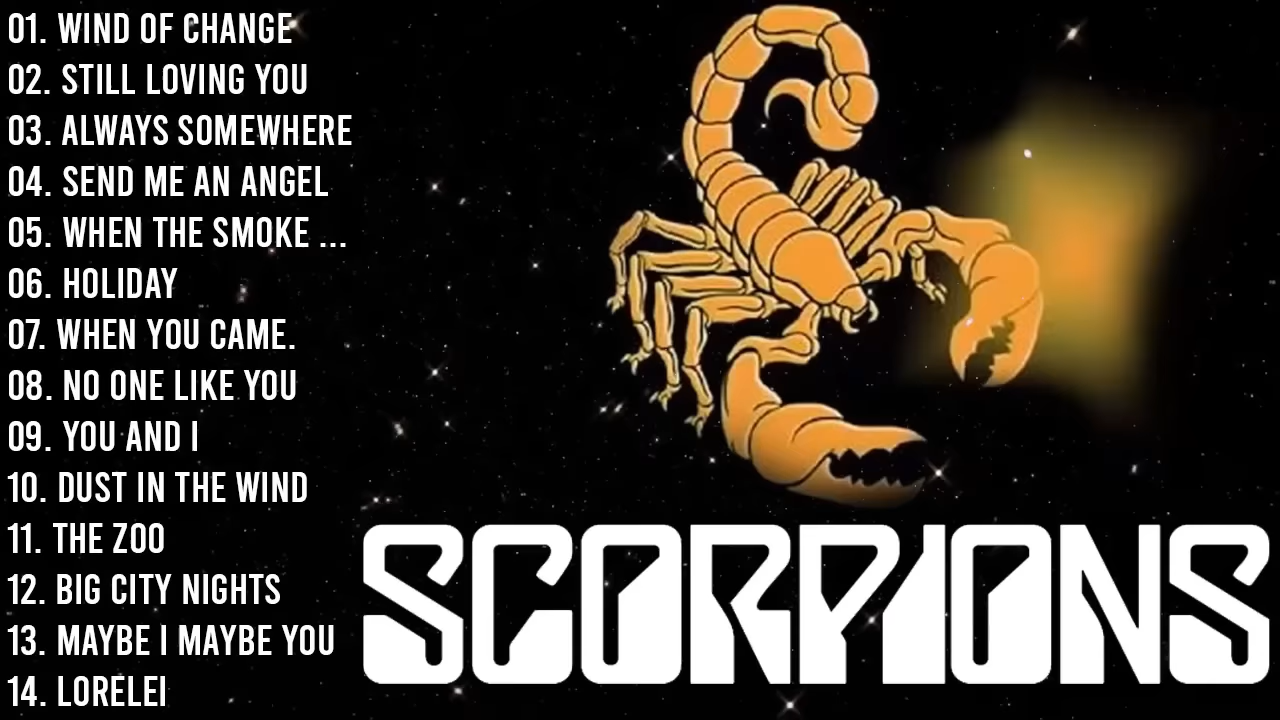 01. WIND OF CHANGE
02. STILL LOVING YOU
03. ALWAYS SOMEWHERE
04. SEND ME AN ANGEL
05. WHEN THE SMOKE ...
06. HOLIDAY
07. WHEN YOU CAME.
08. NO ONE LIKE YOU
09. YOU AND I
10. DUST IN THE WIND
11. THE ZOO
12. BIG CITY NIGHTS
13. MAYBE I MAYBE YOU
14. LORELEI
SCORPIONS